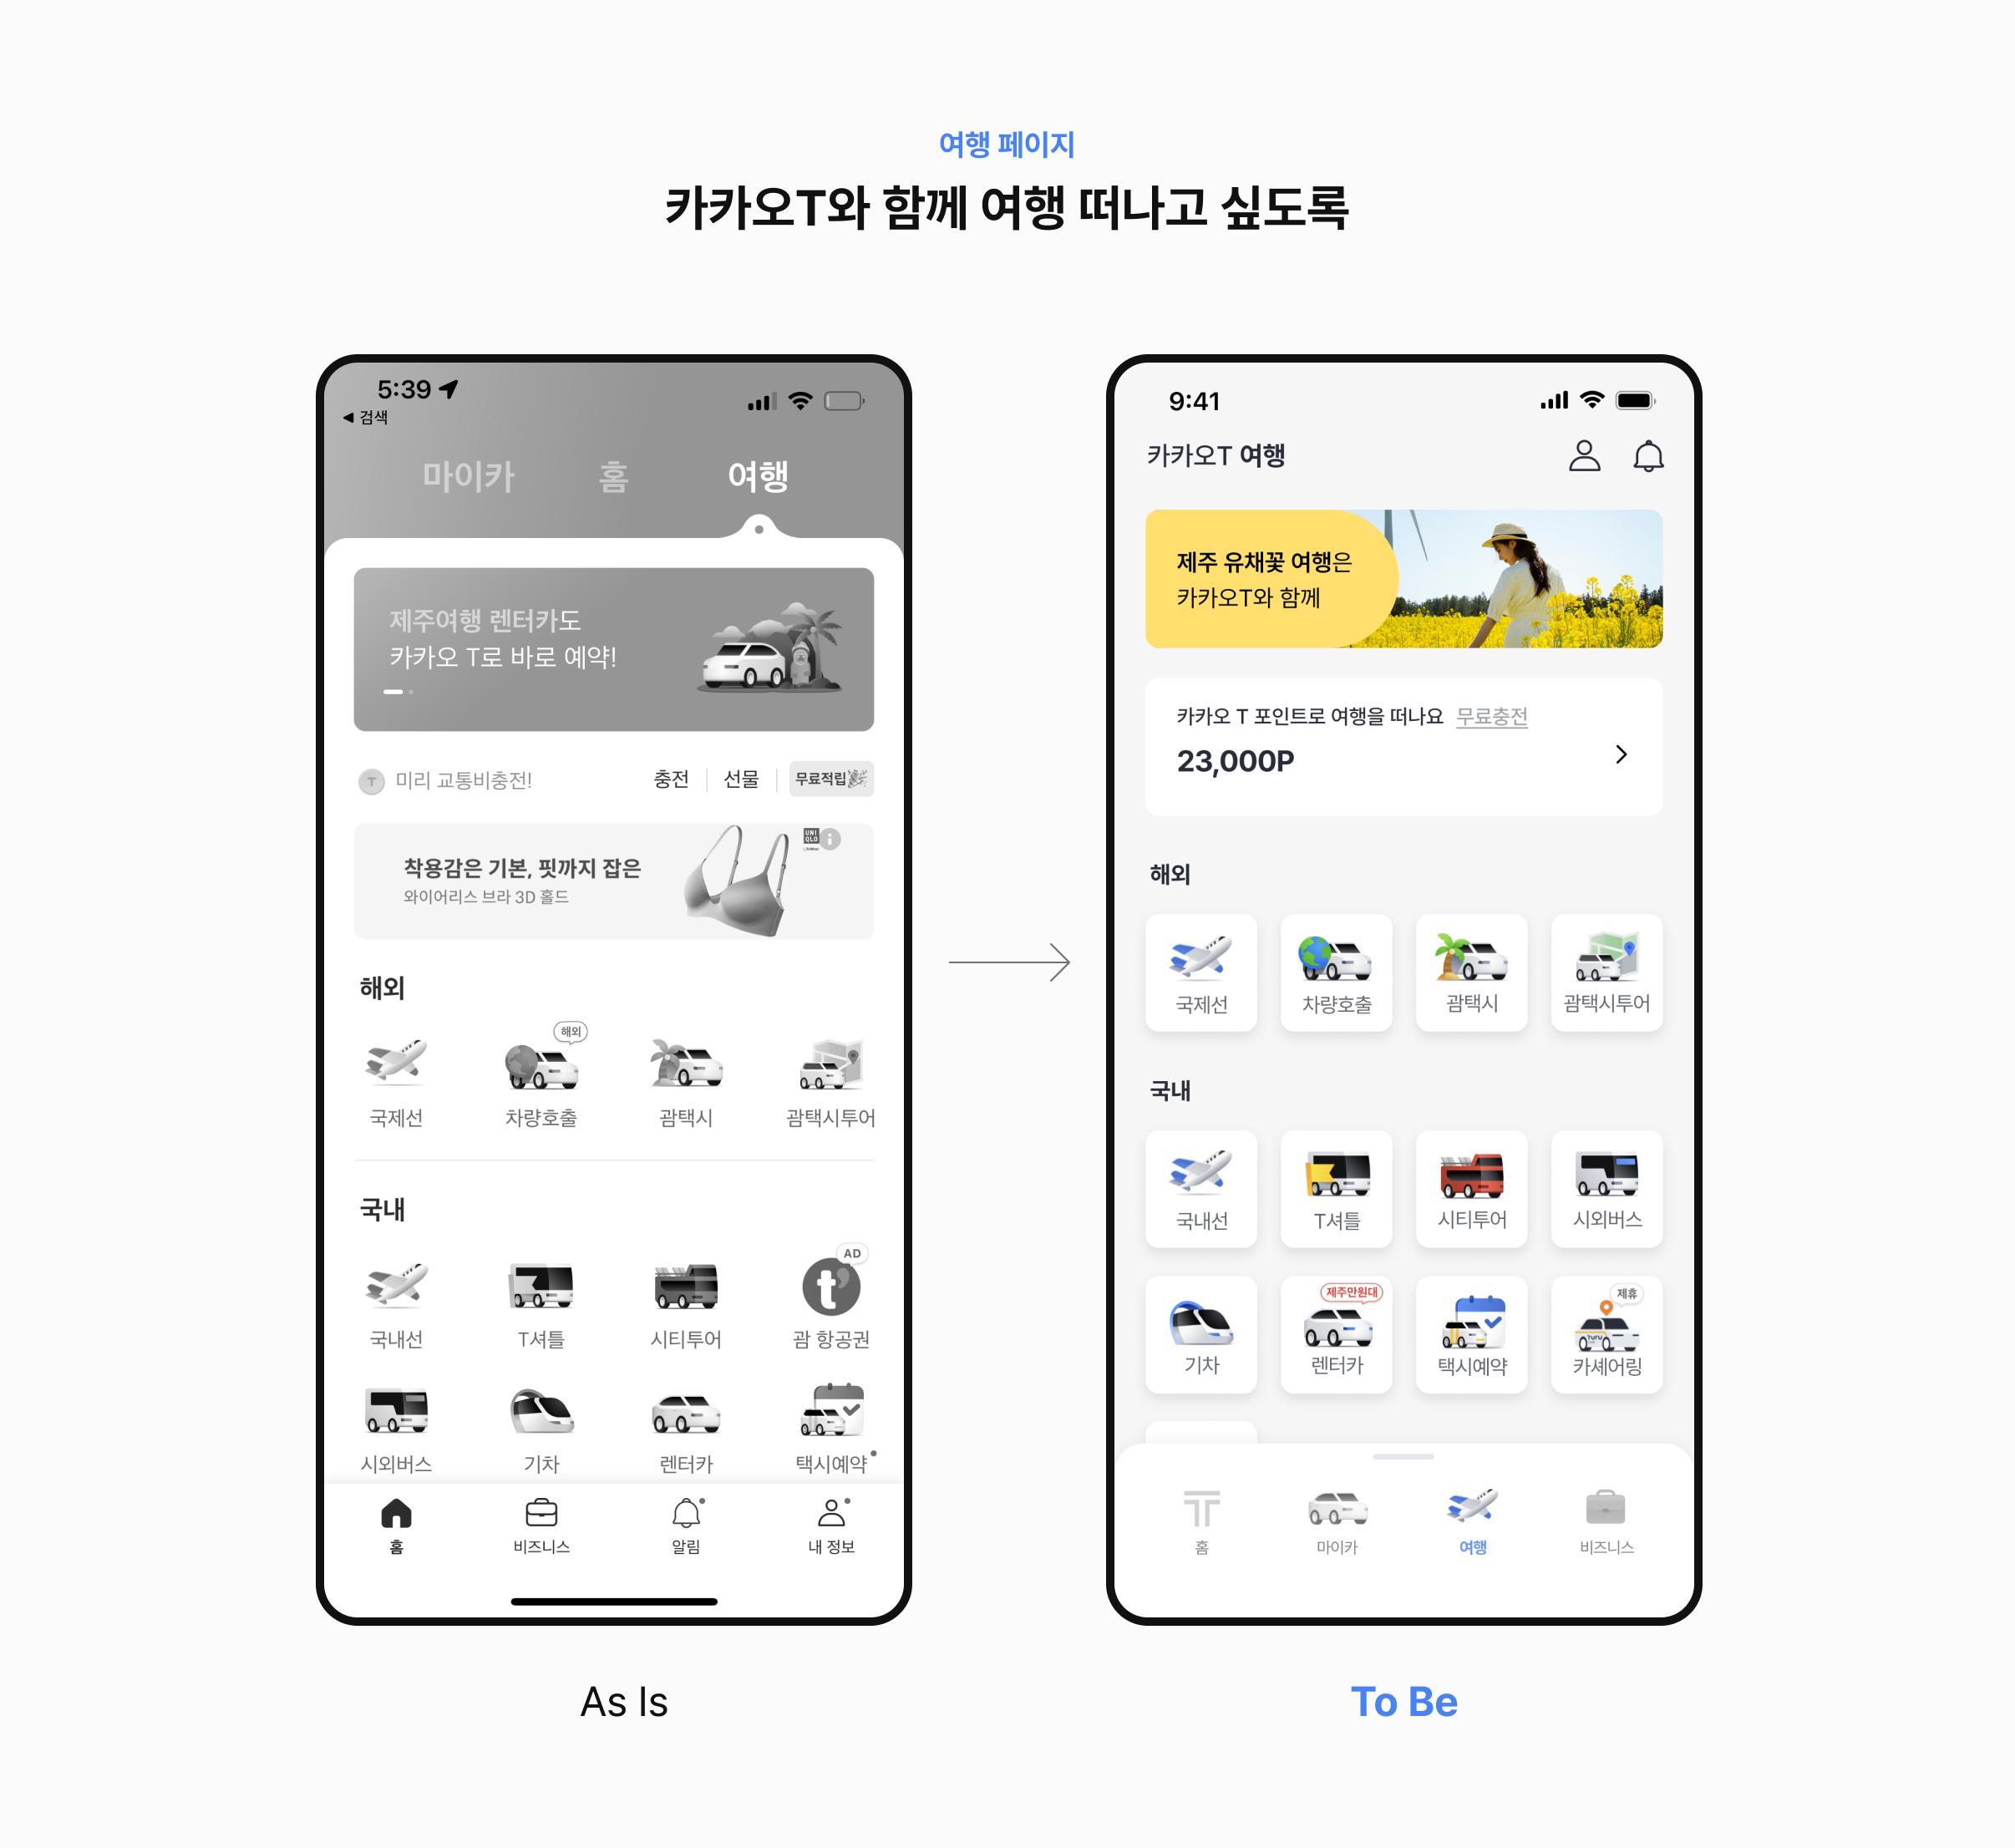 여행 페이지
카카오T와 함께 여행 떠나고 싶도록
5:39
◀ 검색
마이카 홈 여행
제주여행 렌터카도
카카오 T로 바로 예약!
T 미리 교통비충전! 충전 선물 무료적립
착용감은 기본, 핏까지 잡은
와이어리스 브라 3D 홀드
UNI
QLO
해외
해외
국제선 차량호출 괌택시 괌택시투어
국내
AD
t
국내선 T셔틀 시티투어 괌 항공권
시외버스 기차 렌터카 택시예약
홈 비즈니스 알림 내 정보
As Is
9:41
카카오T 여행
제주 유채꽃 여행은
카카오T와 함께
카카오 T 포인트로 여행을 떠나요 무료충전
23,000P
해외
국제선 차량호출 괌택시 괌택시투어
국내
국내선 T셔틀 시티투어 시외버스
제주만원대 제휴
turu
기차 렌터카 택시예약 카셰어링
홈 마이카 여행 비즈니스
To Be